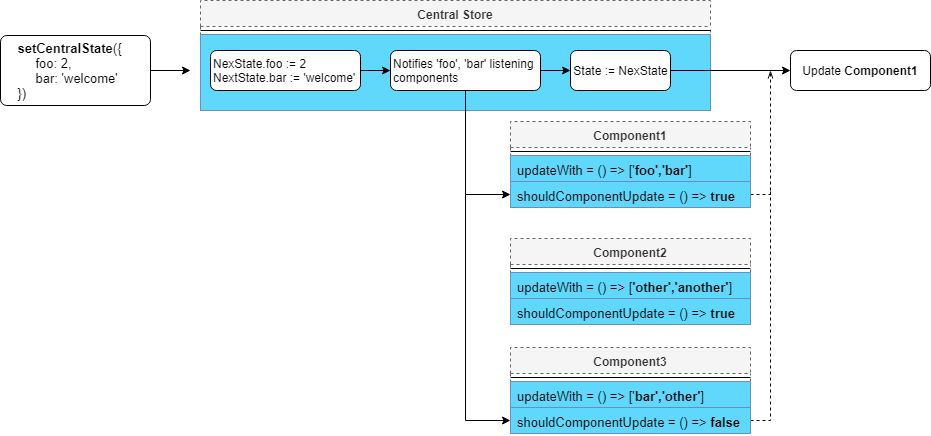 Central Store
setCentralState({
foo: 2,
bar: 'welcome'
})
NexState.foo := 2
NextState.bar := 'welcome'
Notifies 'foo', 'bar' listening
components
State := NexState
Update Component1
Component1
updateWith = () => ['foo','bar']
shouldComponentUpdate = () => true
Component2
updateWith = () => ['other','another']
shouldComponentUpdate = () => true
Component3
updateWith = () => ['bar','other']
shouldComponentUpdate = () => false